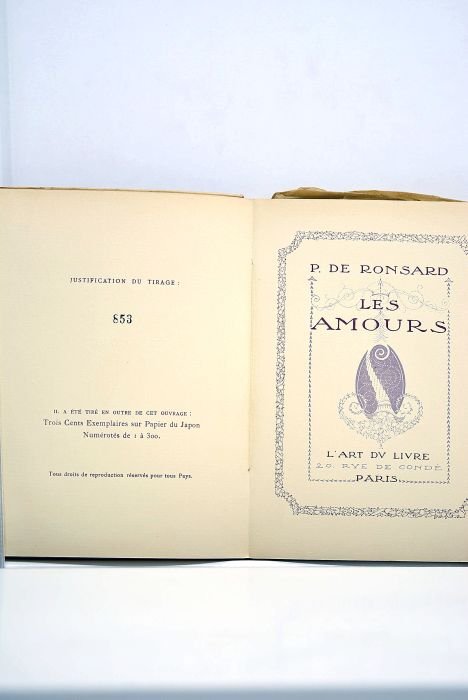 JUSTIFICATION DU TIRAGE :
853
IL A ÉTÉ TIRÉ EN OUTRE DE CET OUVRAGE :
Trois Cents Exemplaires sur Papier du Japon
Numérotés de 1 à 300.
Tous droits de reproduction réservés pour tous Pays.
P. DE RONSARD
LES
AMOURS
L'ART DV LIVRE
20. RVE DE CONDÉ
PARIS